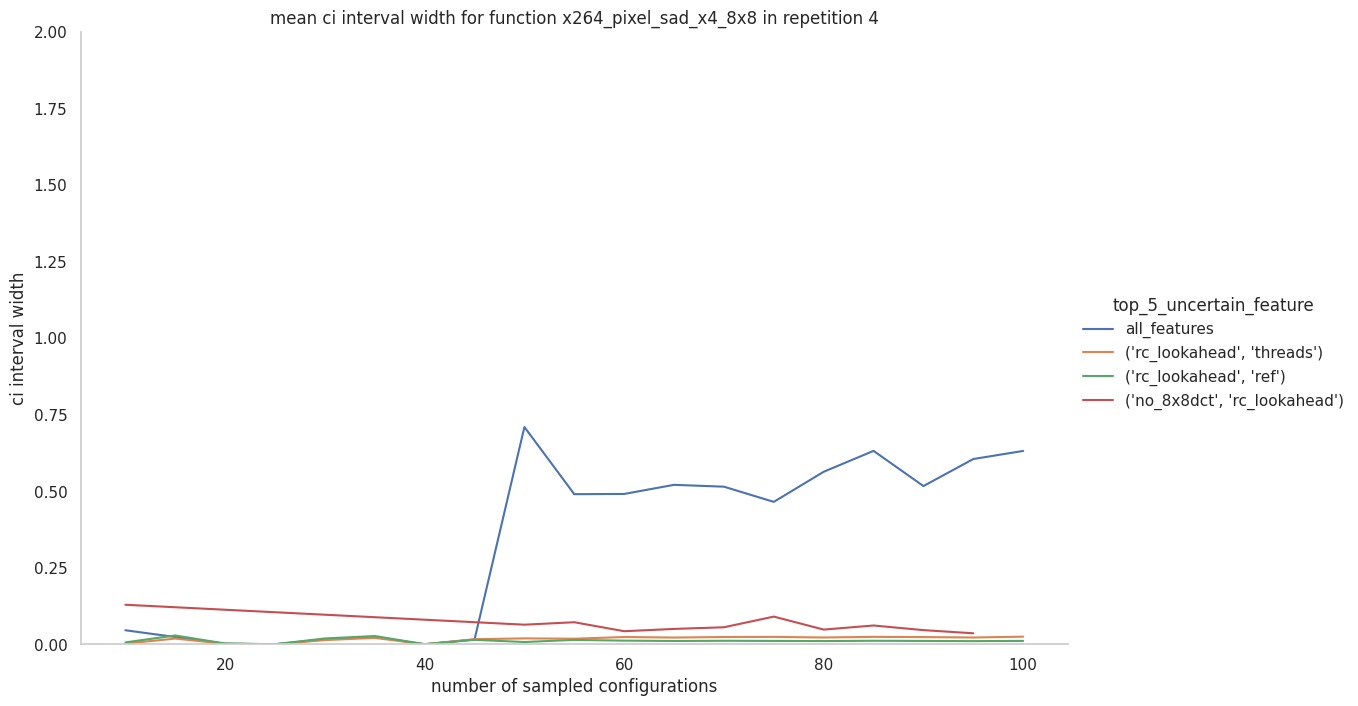 mean ci interval width for function x264_pixel_sad_x4_8x8 in repetition 4
2.00
1.75
1.50
1.25
1.00
0.75
0.50
0.25
0.00
ci interval width
20
40
60
80
100
number of sampled configurations
top_5_uncertain_feature
all_features
('rc_lookahead', 'threads')
('rc_lookahead', 'ref')
('no_8x8dct', 'rc_lookahead')